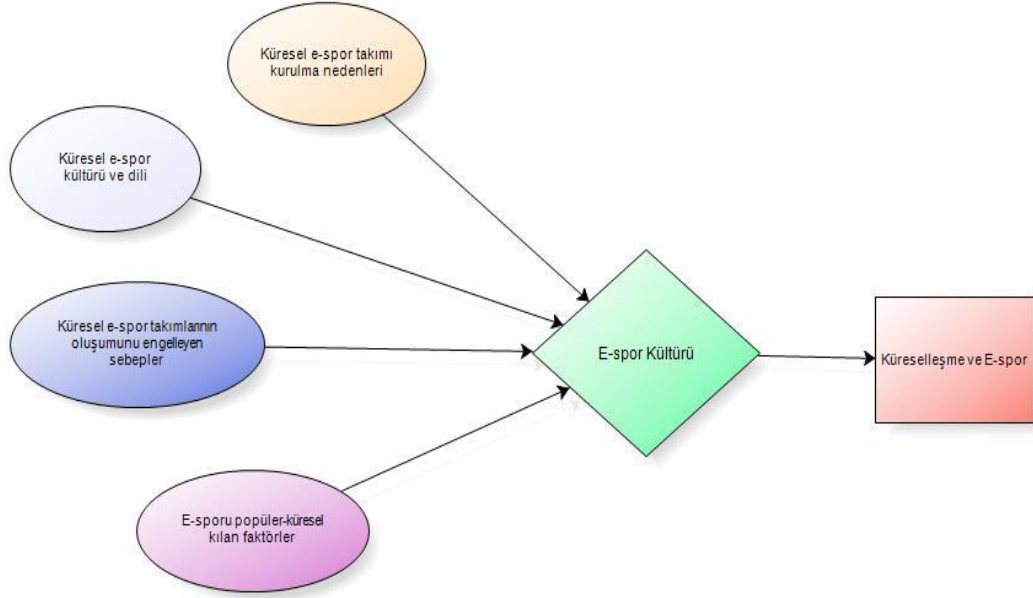 Küresel e-spor takımı
kurulma nedenleri
Küresel e-spor
kültürü ve dili
Küresel e-spor takımlarının
oluşumunu engelleyen
sebepler
E-sporu popüler-küresel
kılan faktörler
E-spor Kültürü
Küreselleşme ve E-spor